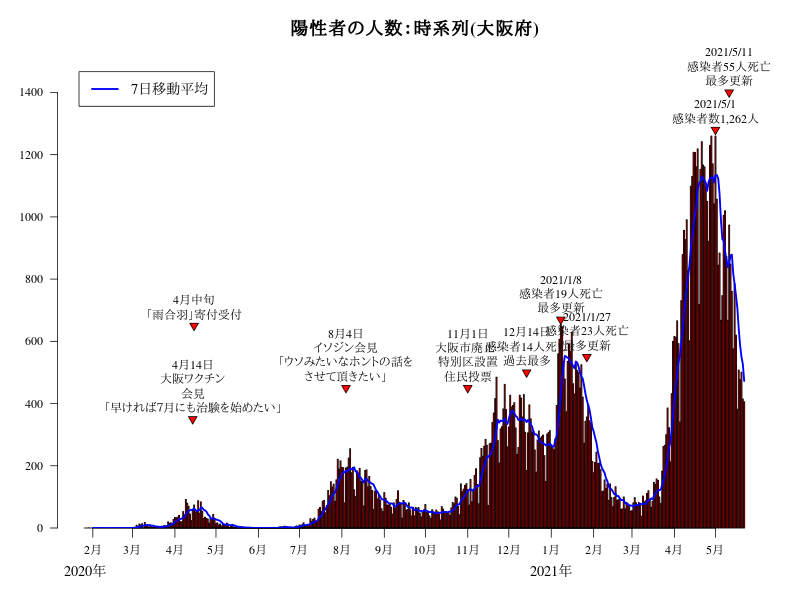 陽性者の人数：時系列(大阪府)
7日移動平均
2021/5/11
感染者55人死亡
最多更新
2021/5/1
感染者数1,262人
2021/1/8
感染者19人死亡
最多更新
2021/1/27
感染者23人死亡
最多更新
12月14日
感染者14人死亡
過去最多
11月1日
大阪市廃止
特別区設置
住民投票
8月4日
イソジン会見
「ウソみたいなホントの話を
させて頂きたい」
4月中旬
「雨合羽」寄付受付
4月14日
大阪ワクチン
会見
「早ければ7月にも治験を始めたい」
1400
1200
1000
800
600
400
200
0
2月 3月 4月 5月 6月 7月 8月 9月 10月 11月 12月 1月 2月 3月 4月 5月
2020年 2021年